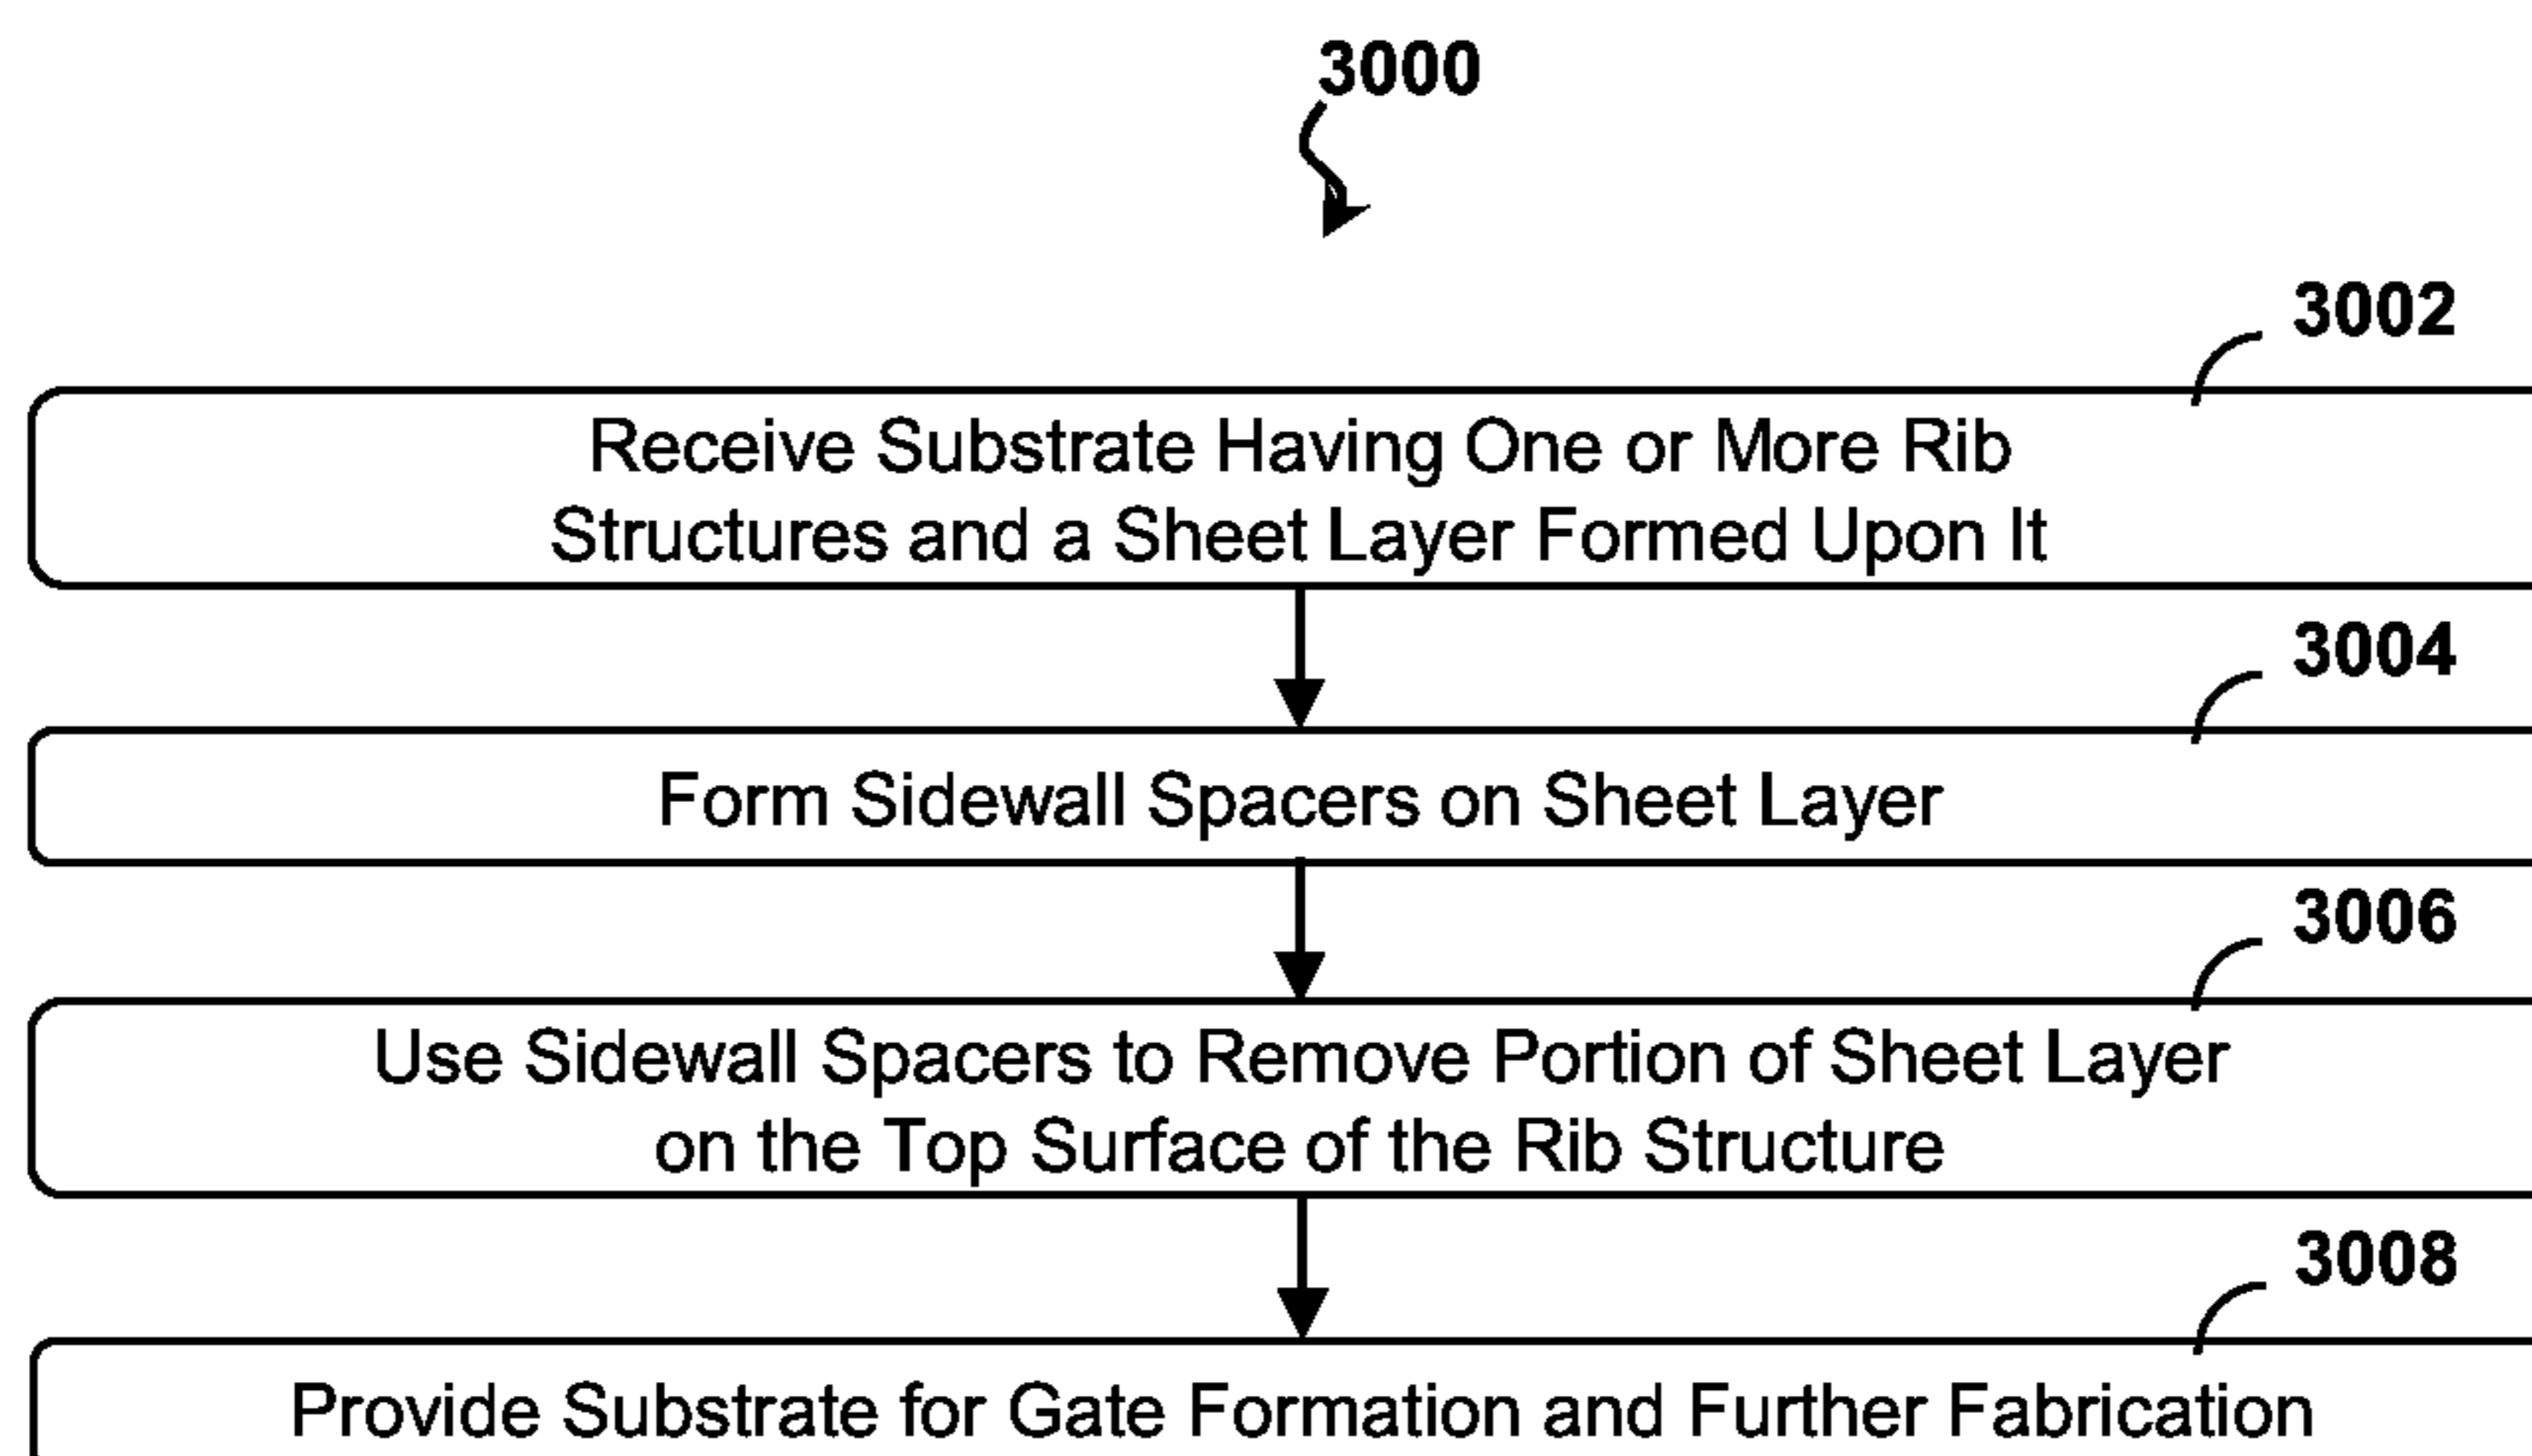 3000
3002
Receive Substrate Having One or More Rib
Structures and a Sheet Layer Formed Upon It
3004
Form Sidewall Spacers on Sheet Layer
3006
Use Sidewall Spacers to Remove Portion of Sheet Layer
on the Top Surface of the Rib Structure
3008
Provide Substrate for Gate Formation and Further Fabrication